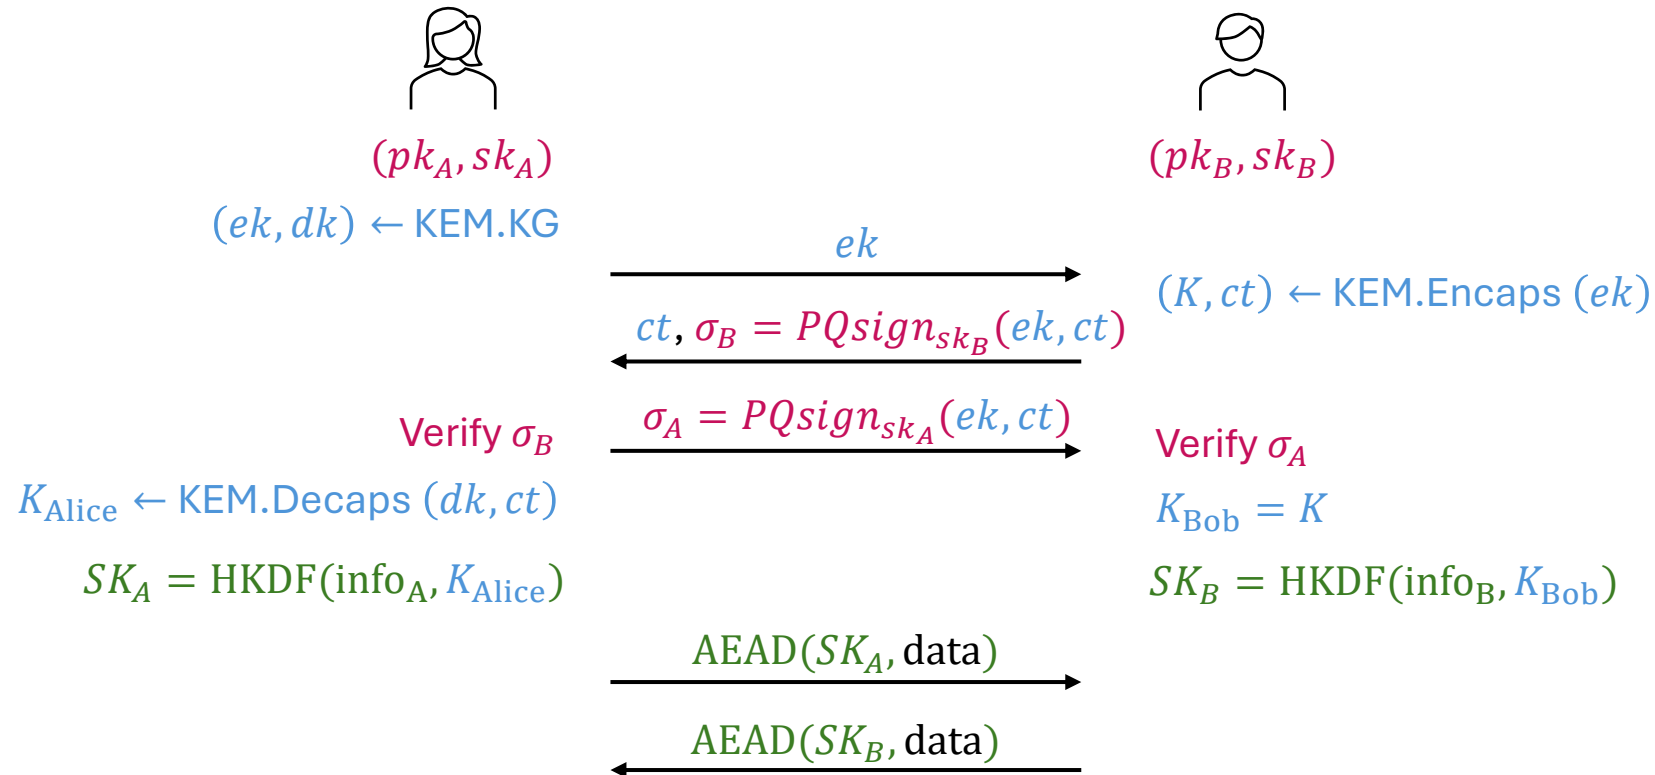 (pk_A, sk_A)
(pk_B, sk_B)
(ek, dk) ← KEM.KG
ek
(K, ct) ← KEM.Encaps (ek)
ct, σ_B = PQsign_{sk_B}(ek, ct)
σ_A = PQsign_{sk_A}(ek, ct)
Verify σ_B
Verify σ_A
K_Alice ← KEM.Decaps (dk, ct)
K_Bob = K
SK_A = HKDF(info_A, K_Alice)
SK_B = HKDF(info_B, K_Bob)
AEAD(SK_A, data)
AEAD(SK_B, data)